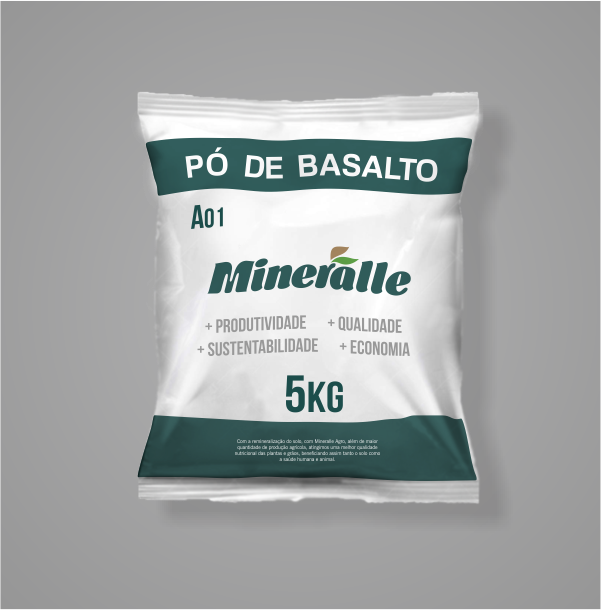 PÓ DE BASALTO
A01
Mineralle
+ PRODUTIVIDADE + QUALIDADE
+ SUSTENTABILIDADE + ECONOMIA
5KG
Com a remineralização do solo, com Mineralle Agro, além de maior
quantidade de produção agrícola, atingimos uma melhor qualidade
nutricional das plantas e grãos, beneficiando assim tanto o solo como
a saúde humana e animal.